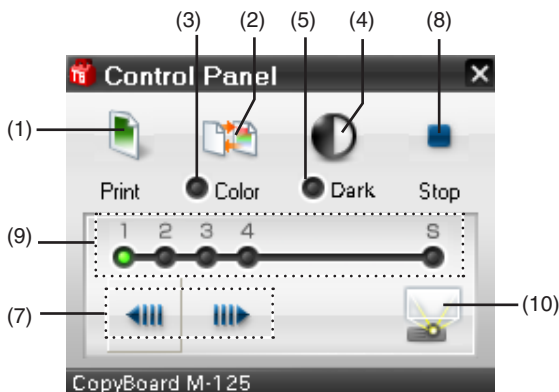 (3) (2) (5) (4) (8)
TB Control Panel
(1)
Print Color Dark Stop
(9)
1 2 3 4 S
(7) (10)
CopyBoard M-125